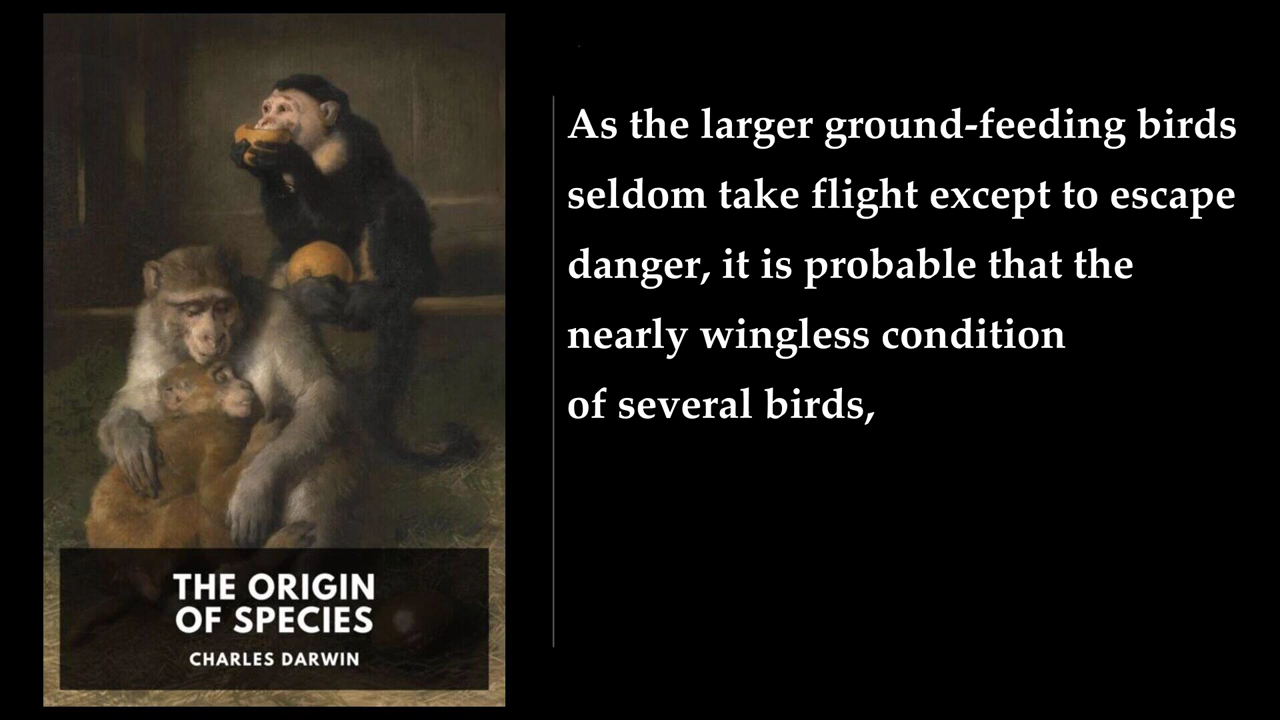 As the larger ground-feeding birds
seldom take flight except to escape
danger, it is probable that the
nearly wingless condition
of several birds,
THE ORIGIN
OF SPECIES
CHARLES DARWIN